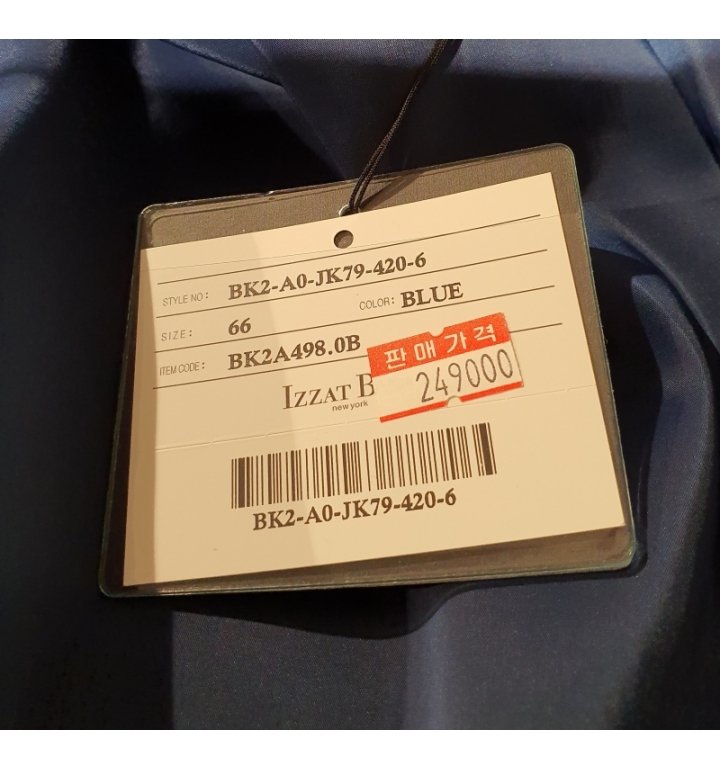 STYLE NO: BK2-A0-JK79-420-6
SIZE: 66 COLOR: BLUE
ITEM CODE: BK2A498.0B
판매가격
249000
IZZAT B
new york
BK2-A0-JK79-420-6